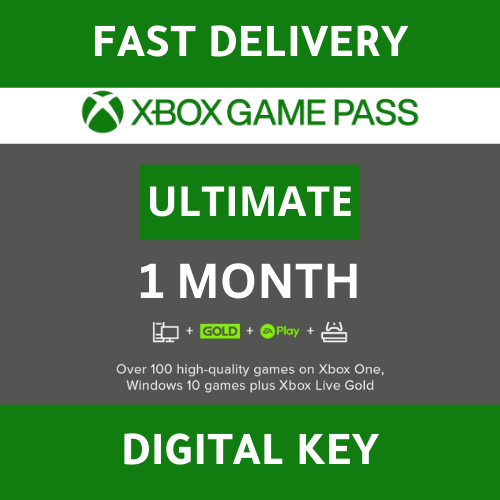 FAST DELIVERY
XBOX GAME PASS
ULTIMATE
1 MONTH
+ GOLD + EA Play +
Over 100 high-quality games on Xbox One,
Windows 10 games plus Xbox Live Gold
DIGITAL KEY